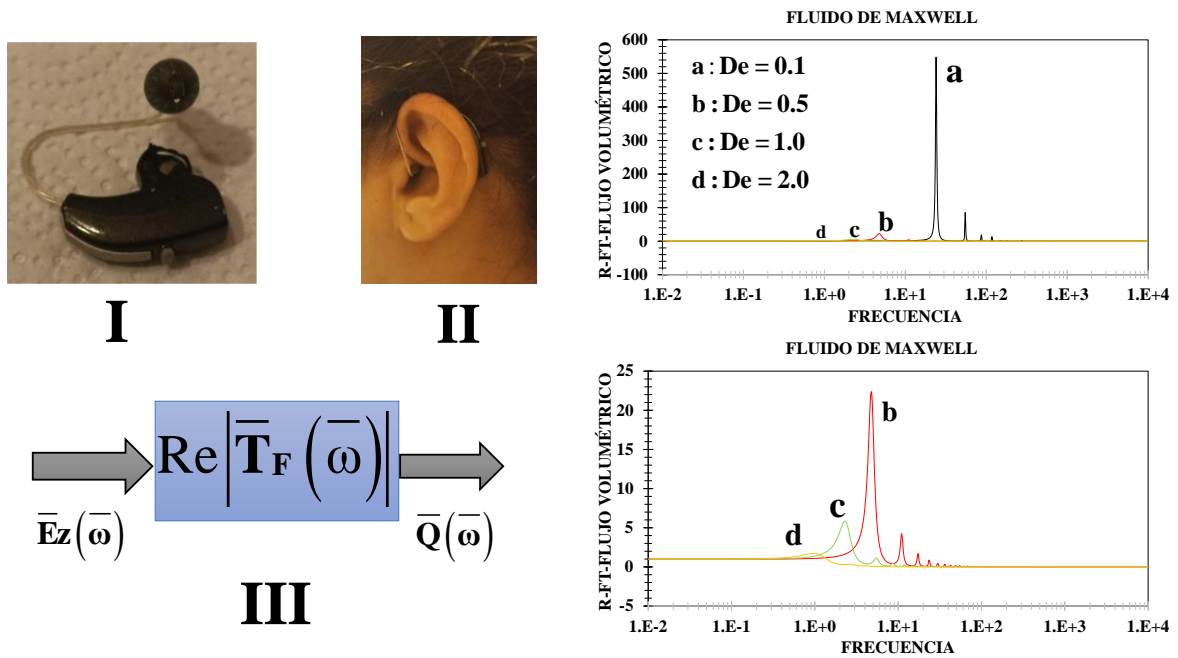 I
II
Re|T̅F(ω̅)|
E̅z(ω̅)
Q̅(ω̅)
III
FLUIDO DE MAXWELL
R-FT-FLUJO VOLUMÉTRICO
600
500
400
300
200
100
0
-100
a : De = 0.1
b : De = 0.5
c : De = 1.0
d : De = 2.0
a
b
c
d
1.E-2 1.E-1 1.E+0 1.E+1 1.E+2 1.E+3 1.E+4
FRECUENCIA
FLUIDO DE MAXWELL
R-FT-FLUJO VOLUMÉTRICO
25
20
15
10
5
0
-5
b
c
d
1.E-2 1.E-1 1.E+0 1.E+1 1.E+2 1.E+3 1.E+4
FRECUENCIA